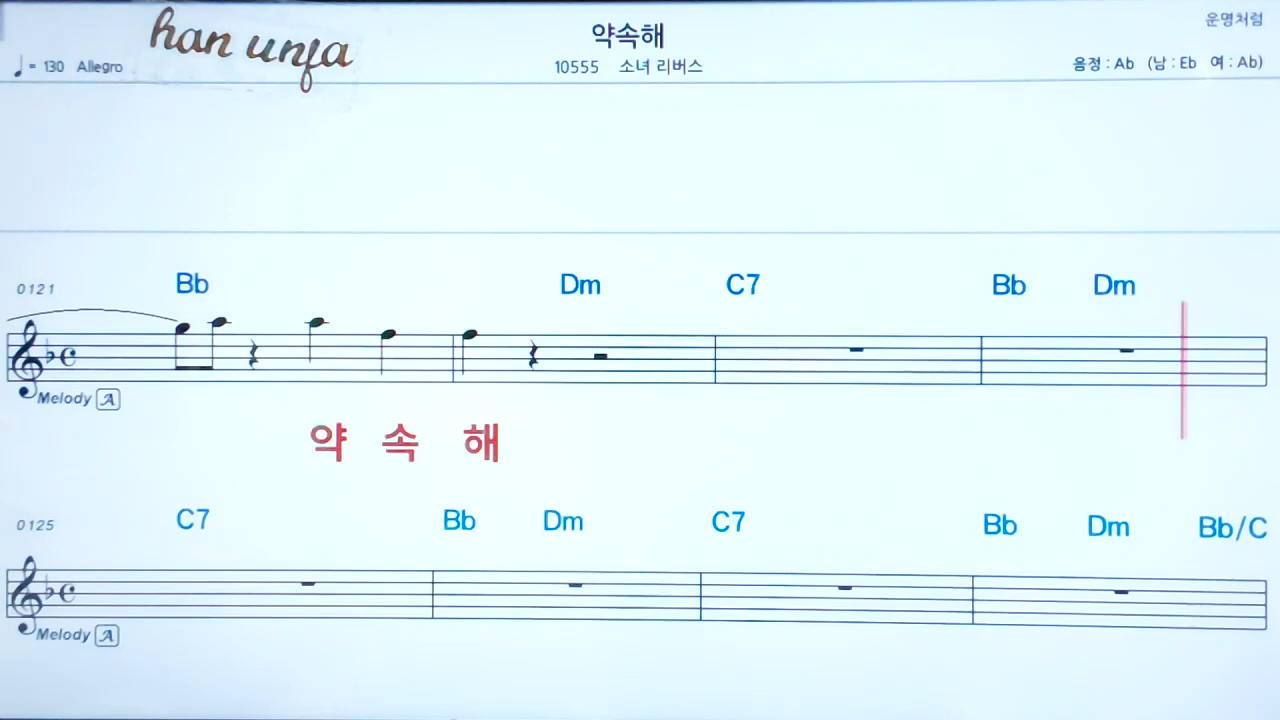 han unfa
약속해
운명처럼
♩= 130 Allegro
10555 소녀 리버스
음정 : Ab (남 : Eb 여 : Ab)
0121
Bb Dm C7 Bb Dm
Melody A
약 속 해
0125
C7 Bb Dm C7 Bb Dm Bb/C
Melody A